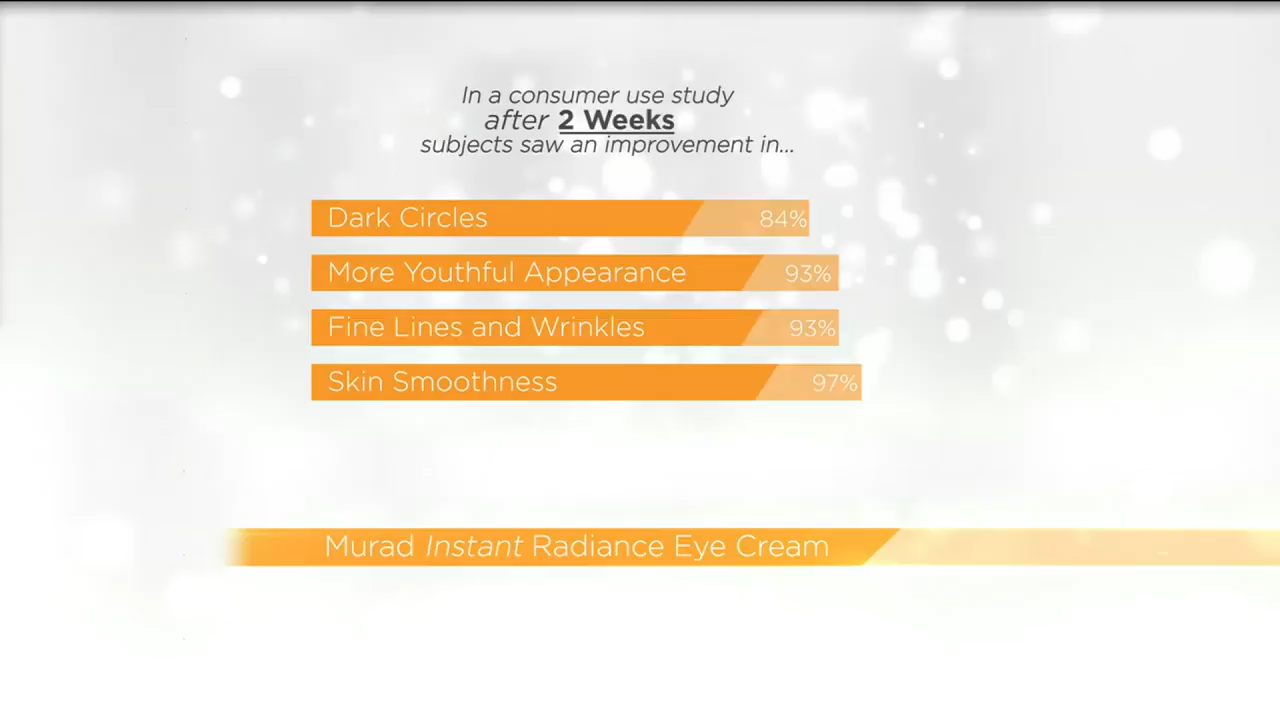 In a consumer use study
after 2 Weeks
subjects saw an improvement in...
Dark Circles 84%
More Youthful Appearance 93%
Fine Lines and Wrinkles 93%
Skin Smoothness 97%
Murad Instant Radiance Eye Cream